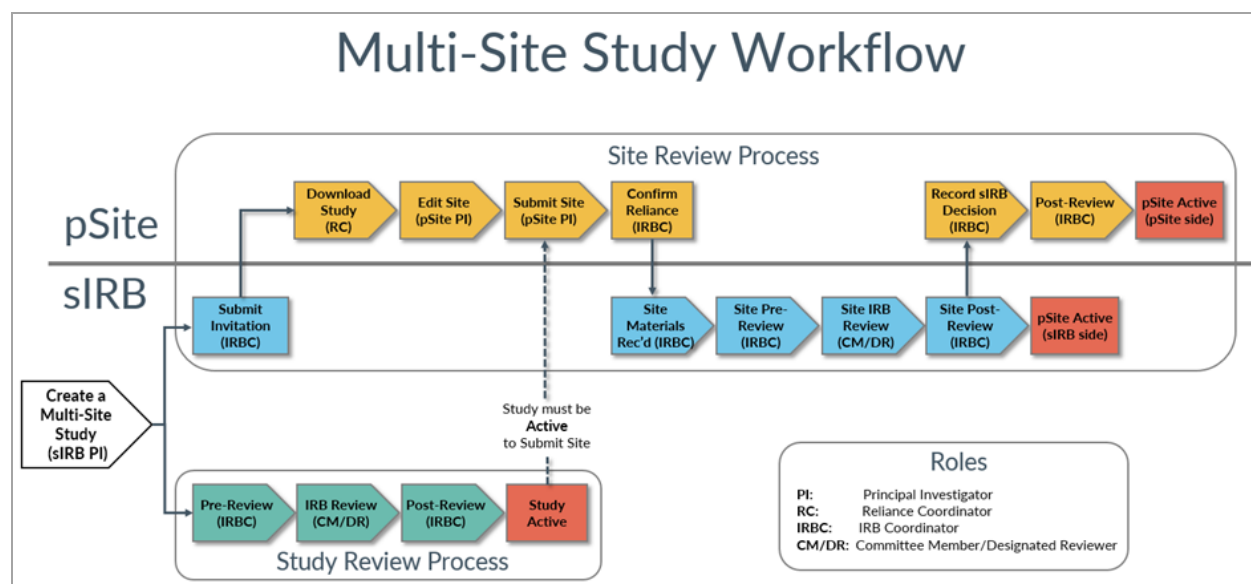 Multi-Site Study Workflow
Site Review Process
pSite
Download
Study
(RC)
Edit Site
(pSite PI)
Submit Site
(pSite PI)
Confirm
Reliance
(IRBC)
Record sIRB
Decision
(IRBC)
Post-Review
(IRBC)
pSite Active
(pSite side)
sIRB
Submit
Invitation
(IRBC)
Site
Materials
Rec'd (IRBC)
Site Pre-
Review
(IRBC)
Site IRB
Review
(CM/DR)
Site Post-
Review
(IRBC)
pSite Active
(sIRB side)
Create a
Multi-Site
Study
(sIRB PI)
Study must be
Active
to Submit Site
Pre-Review
(IRBC)
IRB Review
(CM/DR)
Post-Review
(IRBC)
Study
Active
Study Review Process
Roles
PI: Principal Investigator
RC: Reliance Coordinator
IRBC: IRB Coordinator
CM/DR: Committee Member/Designated Reviewer